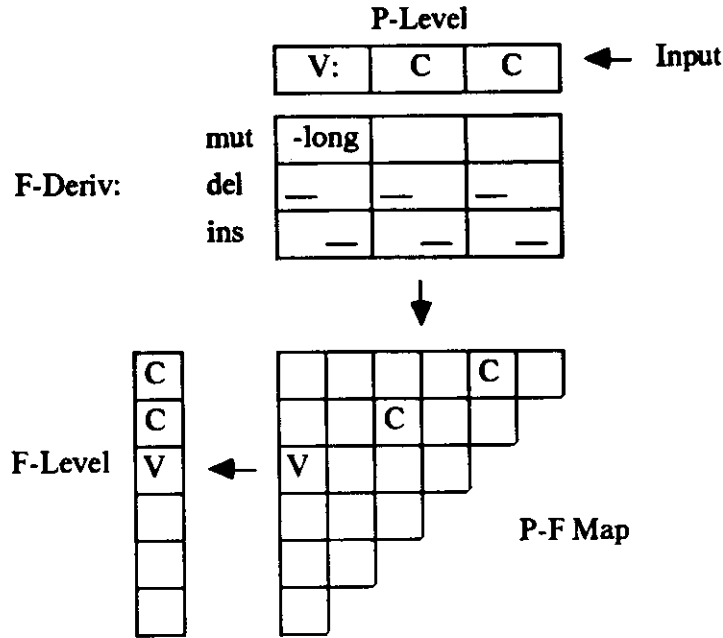 P-Level
V: C C Input
mut -long
F-Deriv: del
ins
C C
C C
F-Level V V
P-F Map